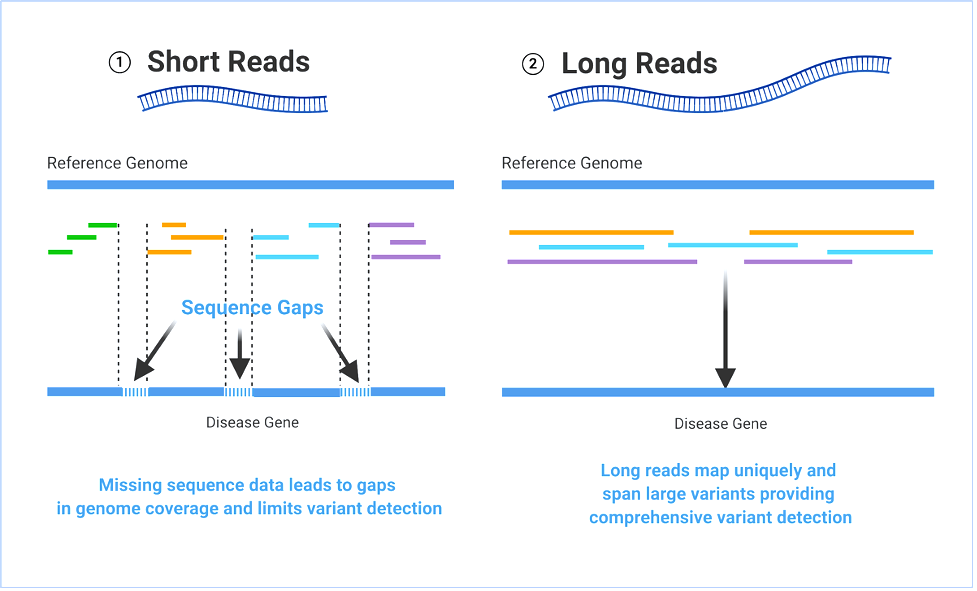 1 Short Reads
Reference Genome
Sequence Gaps
Disease Gene
Missing sequence data leads to gaps
in genome coverage and limits variant detection
2 Long Reads
Reference Genome
Disease Gene
Long reads map uniquely and
span large variants providing
comprehensive variant detection